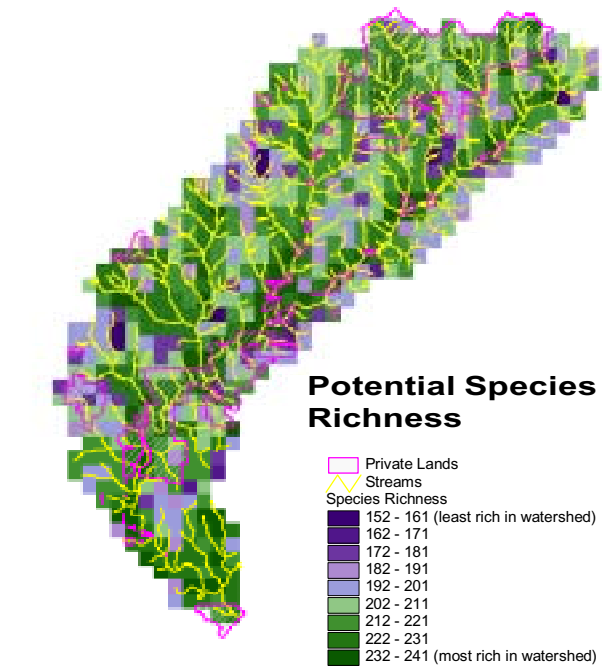 Potential Species
Richness
Private Lands
Streams
Species Richness
152 - 161 (least rich in watershed)
162 - 171
172 - 181
182 - 191
192 - 201
202 - 211
212 - 221
222 - 231
232 - 241 (most rich in watershed)